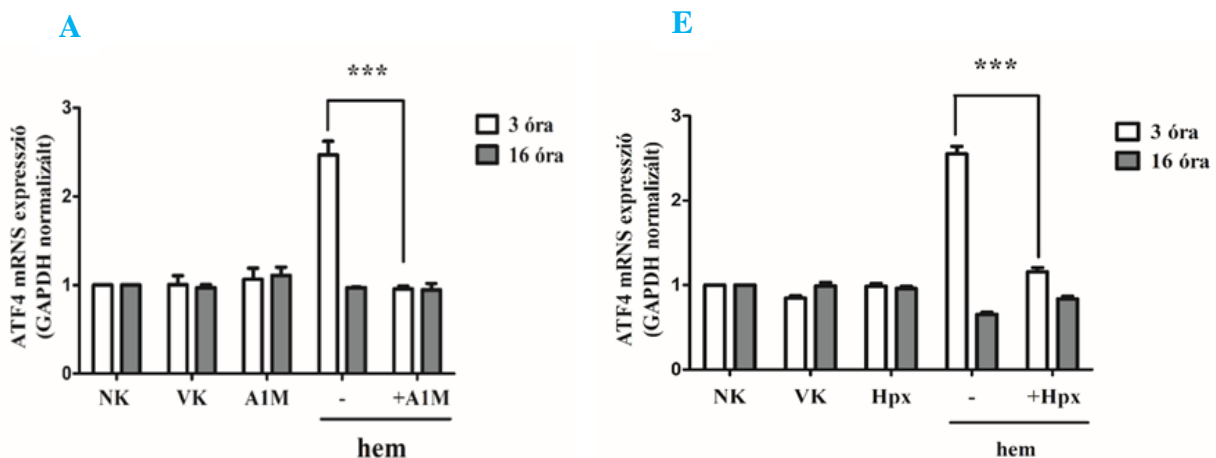 A
***
3 óra
16 óra
ATF4 mRNS expresszió
(GAPDH normalizált)
3
2
1
0
NK VK A1M - +A1M
hem
E
***
3 óra
16 óra
ATF4 mRNS expresszió
(GAPDH normalizált)
3
2
1
0
NK VK Hpx - +Hpx
hem